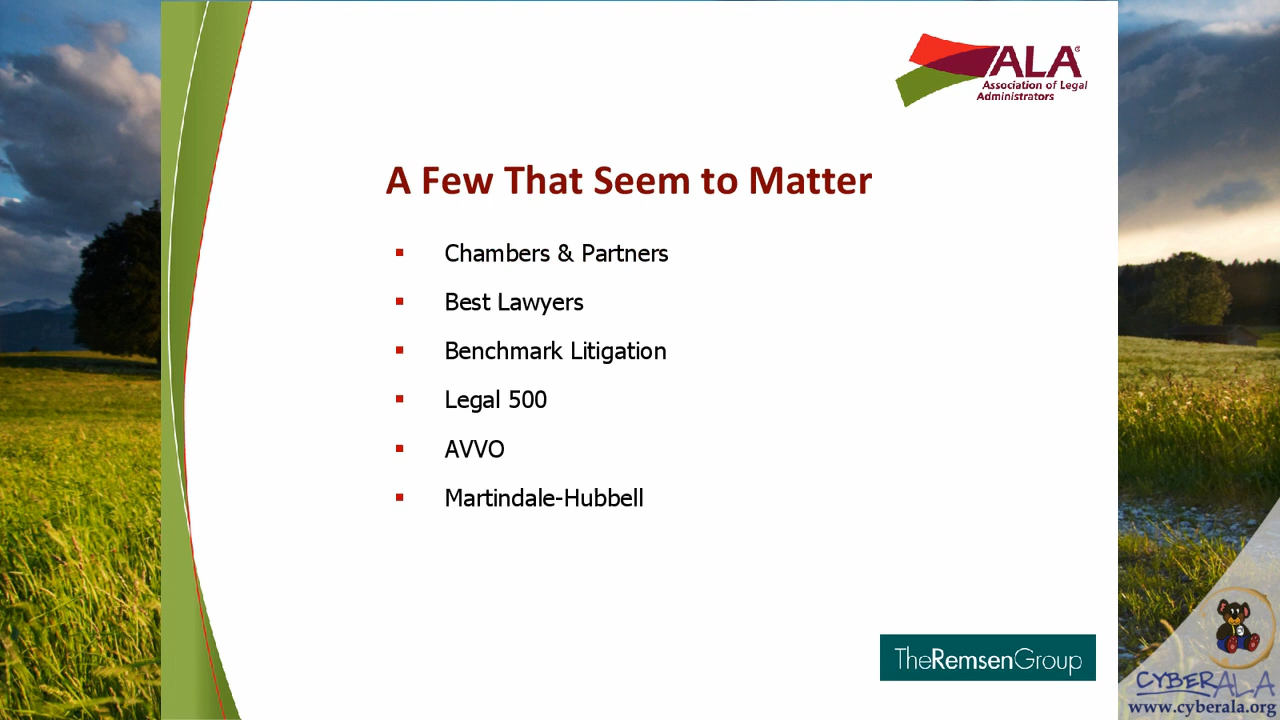 ALA®
Association of Legal
Administrators
A Few That Seem to Matter
▪ Chambers & Partners
▪ Best Lawyers
▪ Benchmark Litigation
▪ Legal 500
▪ AVVO
▪ Martindale-Hubbell
TheRemsenGroup
CYBERALA
www.cyberala.org